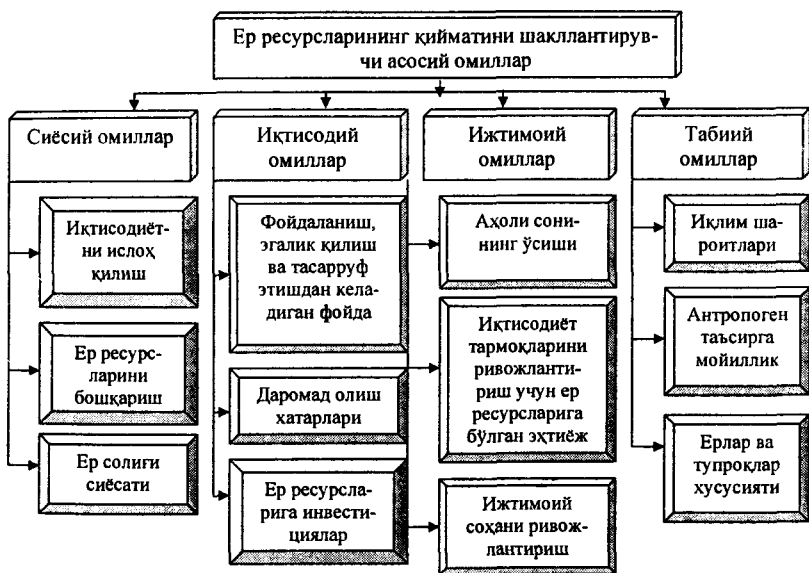 Ер ресурсларининг қийматини шакллантирув-
чи асосий омиллар
Сиёсий омиллар
Иқтисодий
омиллар
Ижтимоий
омиллар
Табиий
омиллар
Иқтисодиёт-
ни ислоҳ
қилиш
Ер ресурс-
ларини
бошқариш
Ер солиғи
сиёсати
Фойдаланиш,
эгалик қилиш
ва тасарруф
этишдан кела-
диган фойда
Даромад олиш
хатарлари
Ер ресурсла-
рига инвести-
циялар
Аҳоли сони-
нинг ўсиши
Иқтисодиёт
тармоқларини
ривожланти-
риш учун ер
ресурсларига
бўлган эҳтиёж
Ижтимоий
соҳани ривож-
лантириш
Иқлим ша-
роитлари
Антропоген
таъсирга
мойиллик
Ерлар ва
тупроқлар
хусусияти